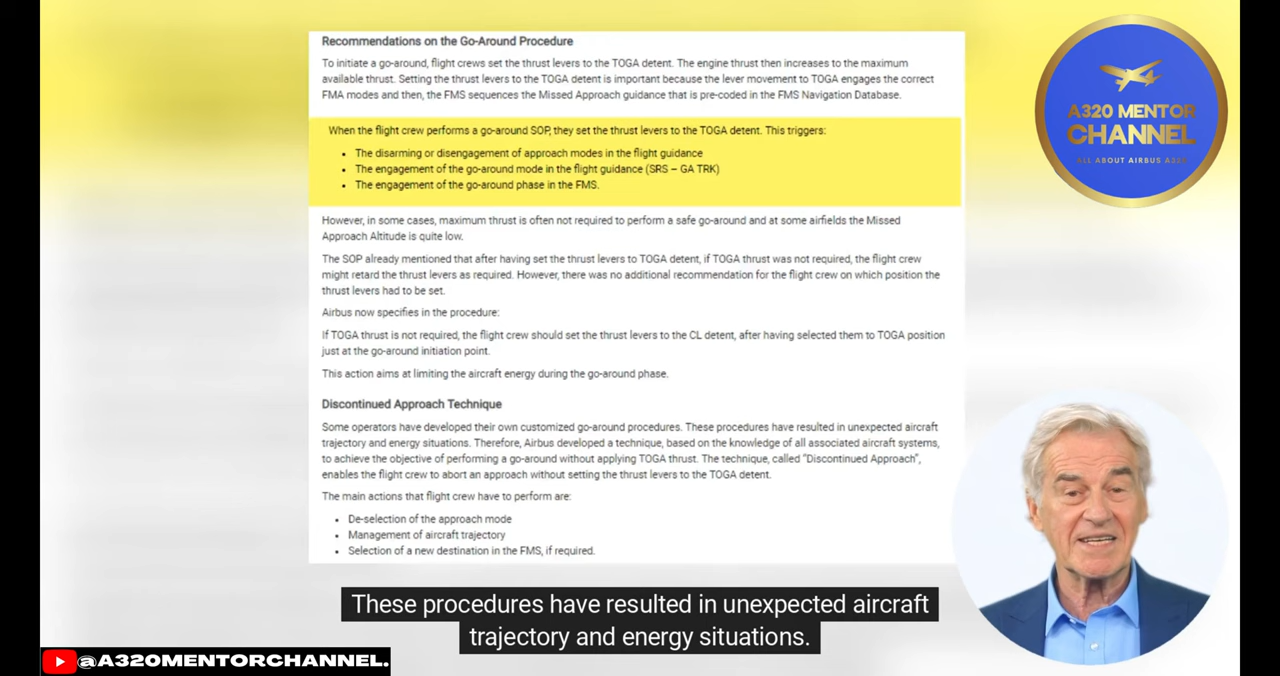 Recommendations on the Go-Around Procedure
To initiate a go-around, flight crews set the thrust levers to the TOGA detent. The engine thrust then increases to the maximum
available thrust. Setting the thrust levers to the TOGA detent is important because the lever movement to TOGA engages the correct
FMA modes and then, the FMS sequences the Missed Approach guidance that is pre-coded in the FMS Navigation Database.
When the flight crew performs a go-around SOP, they set the thrust levers to the TOGA detent. This triggers:
• The disarming or disengagement of approach modes in the flight guidance
• The engagement of the go-around mode in the flight guidance (SRS – GA TRK)
• The engagement of the go-around phase in the FMS.
However, in some cases, maximum thrust is often not required to perform a safe go-around and at some airfields the Missed
Approach Altitude is quite low.
The SOP already mentioned that after having set the thrust levers to TOGA detent, if TOGA thrust was not required, the flight crew
might retard the thrust levers as required. However, there was no additional recommendation for the flight crew on which position the
thrust levers had to be set.
Airbus now specifies in the procedure:
If TOGA thrust is not required, the flight crew should set the thrust levers to the CL detent, after having selected them to TOGA position
just at the go-around initiation point.
This action aims at limiting the aircraft energy during the go-around phase.
Discontinued Approach Technique
Some operators have developed their own customized go-around procedures. These procedures have resulted in unexpected aircraft
trajectory and energy situations. Therefore, Airbus developed a technique, based on the knowledge of all associated aircraft systems,
to achieve the objective of performing a go-around without applying TOGA thrust. The technique, called "Discontinued Approach",
enables the flight crew to abort an approach without setting the thrust levers to the TOGA detent.
The main actions that flight crew have to perform are:
• De-selection of the approach mode
• Management of aircraft trajectory
• Selection of a new destination in the FMS, if required.
A320 MENTOR
CHANNEL
ALL ABOUT AIRBUS A320
These procedures have resulted in unexpected aircraft
trajectory and energy situations.
@A320MENTORCHANNEL.